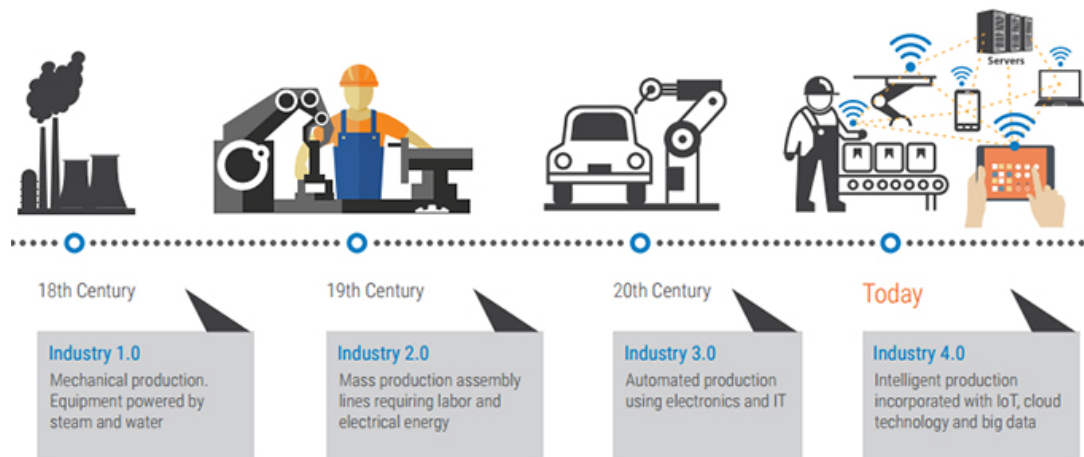 Servers
18th Century
Industry 1.0
Mechanical production.
Equipment powered by
steam and water
19th Century
Industry 2.0
Mass production assembly
lines requiring labor and
electrical energy
20th Century
Industry 3.0
Automated production
using electronics and IT
Today
Industry 4.0
Intelligent production
incorporated with IoT, cloud
technology and big data